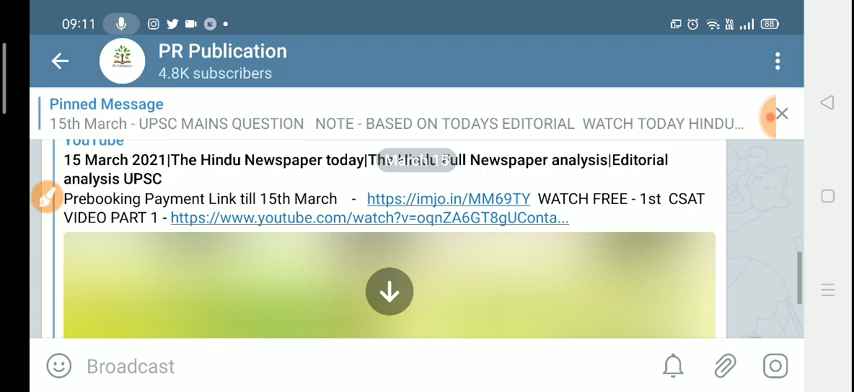 09:11
88
PR Publication
4.8K subscribers
Pinned Message
15th March - UPSC MAINS QUESTION NOTE - BASED ON TODAYS EDITORIAL WATCH TODAY HINDU...
YouTube
March 15
15 March 2021|The Hindu Newspaper today|The Hindu Full Newspaper analysis|Editorial
analysis UPSC
Prebooking Payment Link till 15th March - https://imjo.in/MM69TY WATCH FREE - 1st CSAT
VIDEO PART 1 - https://www.youtube.com/watch?v=oqnZA6GT8gUConta...
Broadcast